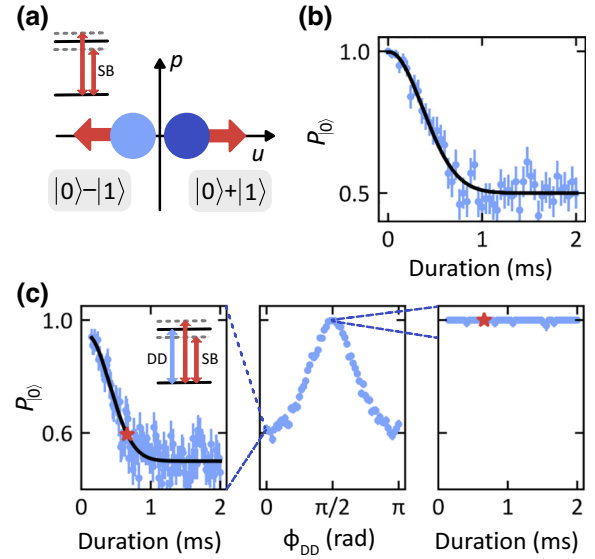 (a)
SB
p
u
|0⟩−|1⟩
|0⟩+|1⟩
(b)
1.0
0.5
P|0⟩
0 1 2
Duration (ms)
(c)
1.0
0.6
P|0⟩
DD
SB
0 1 2
Duration (ms)
0 π/2 π
ϕDD (rad)
0 1 2
Duration (ms)